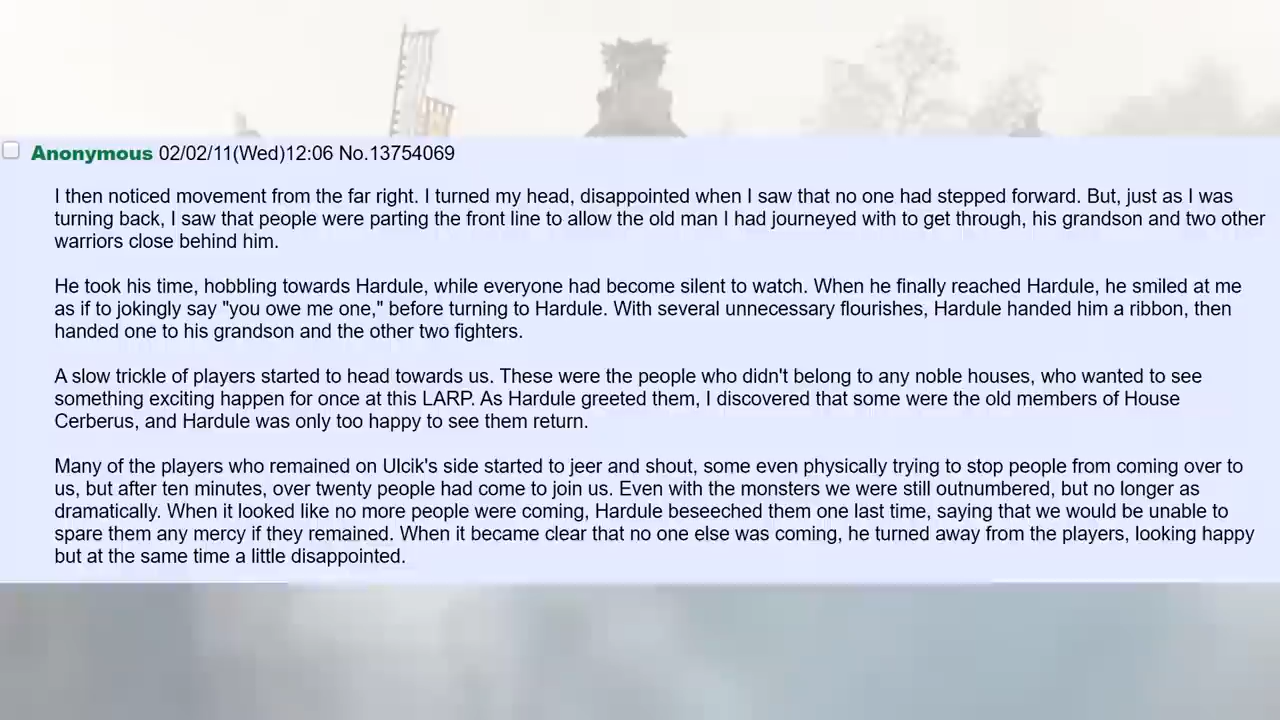 Anonymous 02/02/11(Wed)12:06 No.13754069
I then noticed movement from the far right. I turned my head, disappointed when I saw that no one had stepped forward. But, just as I was
turning back, I saw that people were parting the front line to allow the old man I had journeyed with to get through, his grandson and two other
warriors close behind him.
He took his time, hobbling towards Hardule, while everyone had become silent to watch. When he finally reached Hardule, he smiled at me
as if to jokingly say "you owe me one," before turning to Hardule. With several unnecessary flourishes, Hardule handed him a ribbon, then
handed one to his grandson and the other two fighters.
A slow trickle of players started to head towards us. These were the people who didn't belong to any noble houses, who wanted to see
something exciting happen for once at this LARP. As Hardule greeted them, I discovered that some were the old members of House
Cerberus, and Hardule was only too happy to see them return.
Many of the players who remained on Ulcik's side started to jeer and shout, some even physically trying to stop people from coming over to
us, but after ten minutes, over twenty people had come to join us. Even with the monsters we were still outnumbered, but no longer as
dramatically. When it looked like no more people were coming, Hardule beseeched them one last time, saying that we would be unable to
spare them any mercy if they remained. When it became clear that no one else was coming, he turned away from the players, looking happy
but at the same time a little disappointed.